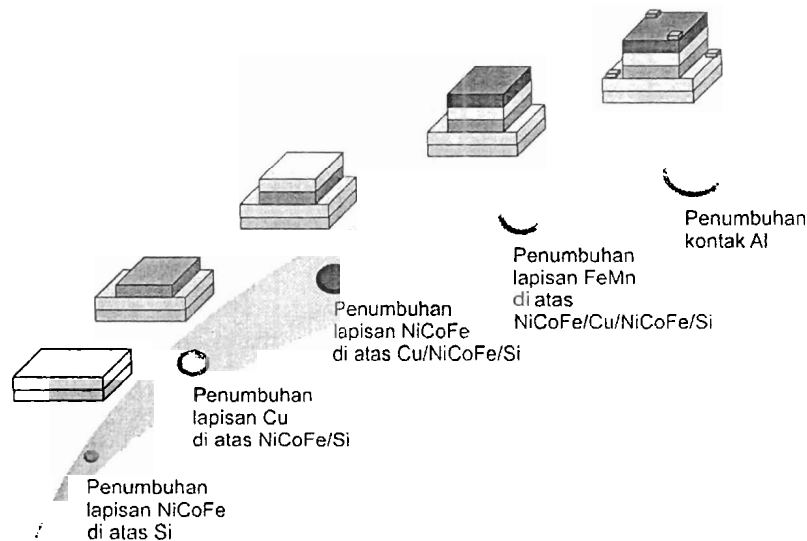 Penumbuhan
kontak Al
Penumbuhan
lapisan FeMn
di atas
NiCoFe/Cu/NiCoFe/Si
Penumbuhan
lapisan NiCoFe
di atas Cu/NiCoFe/Si
Penumbuhan
lapisan Cu
di atas NiCoFe/Si
Penumbuhan
lapisan NiCoFe
di atas Si